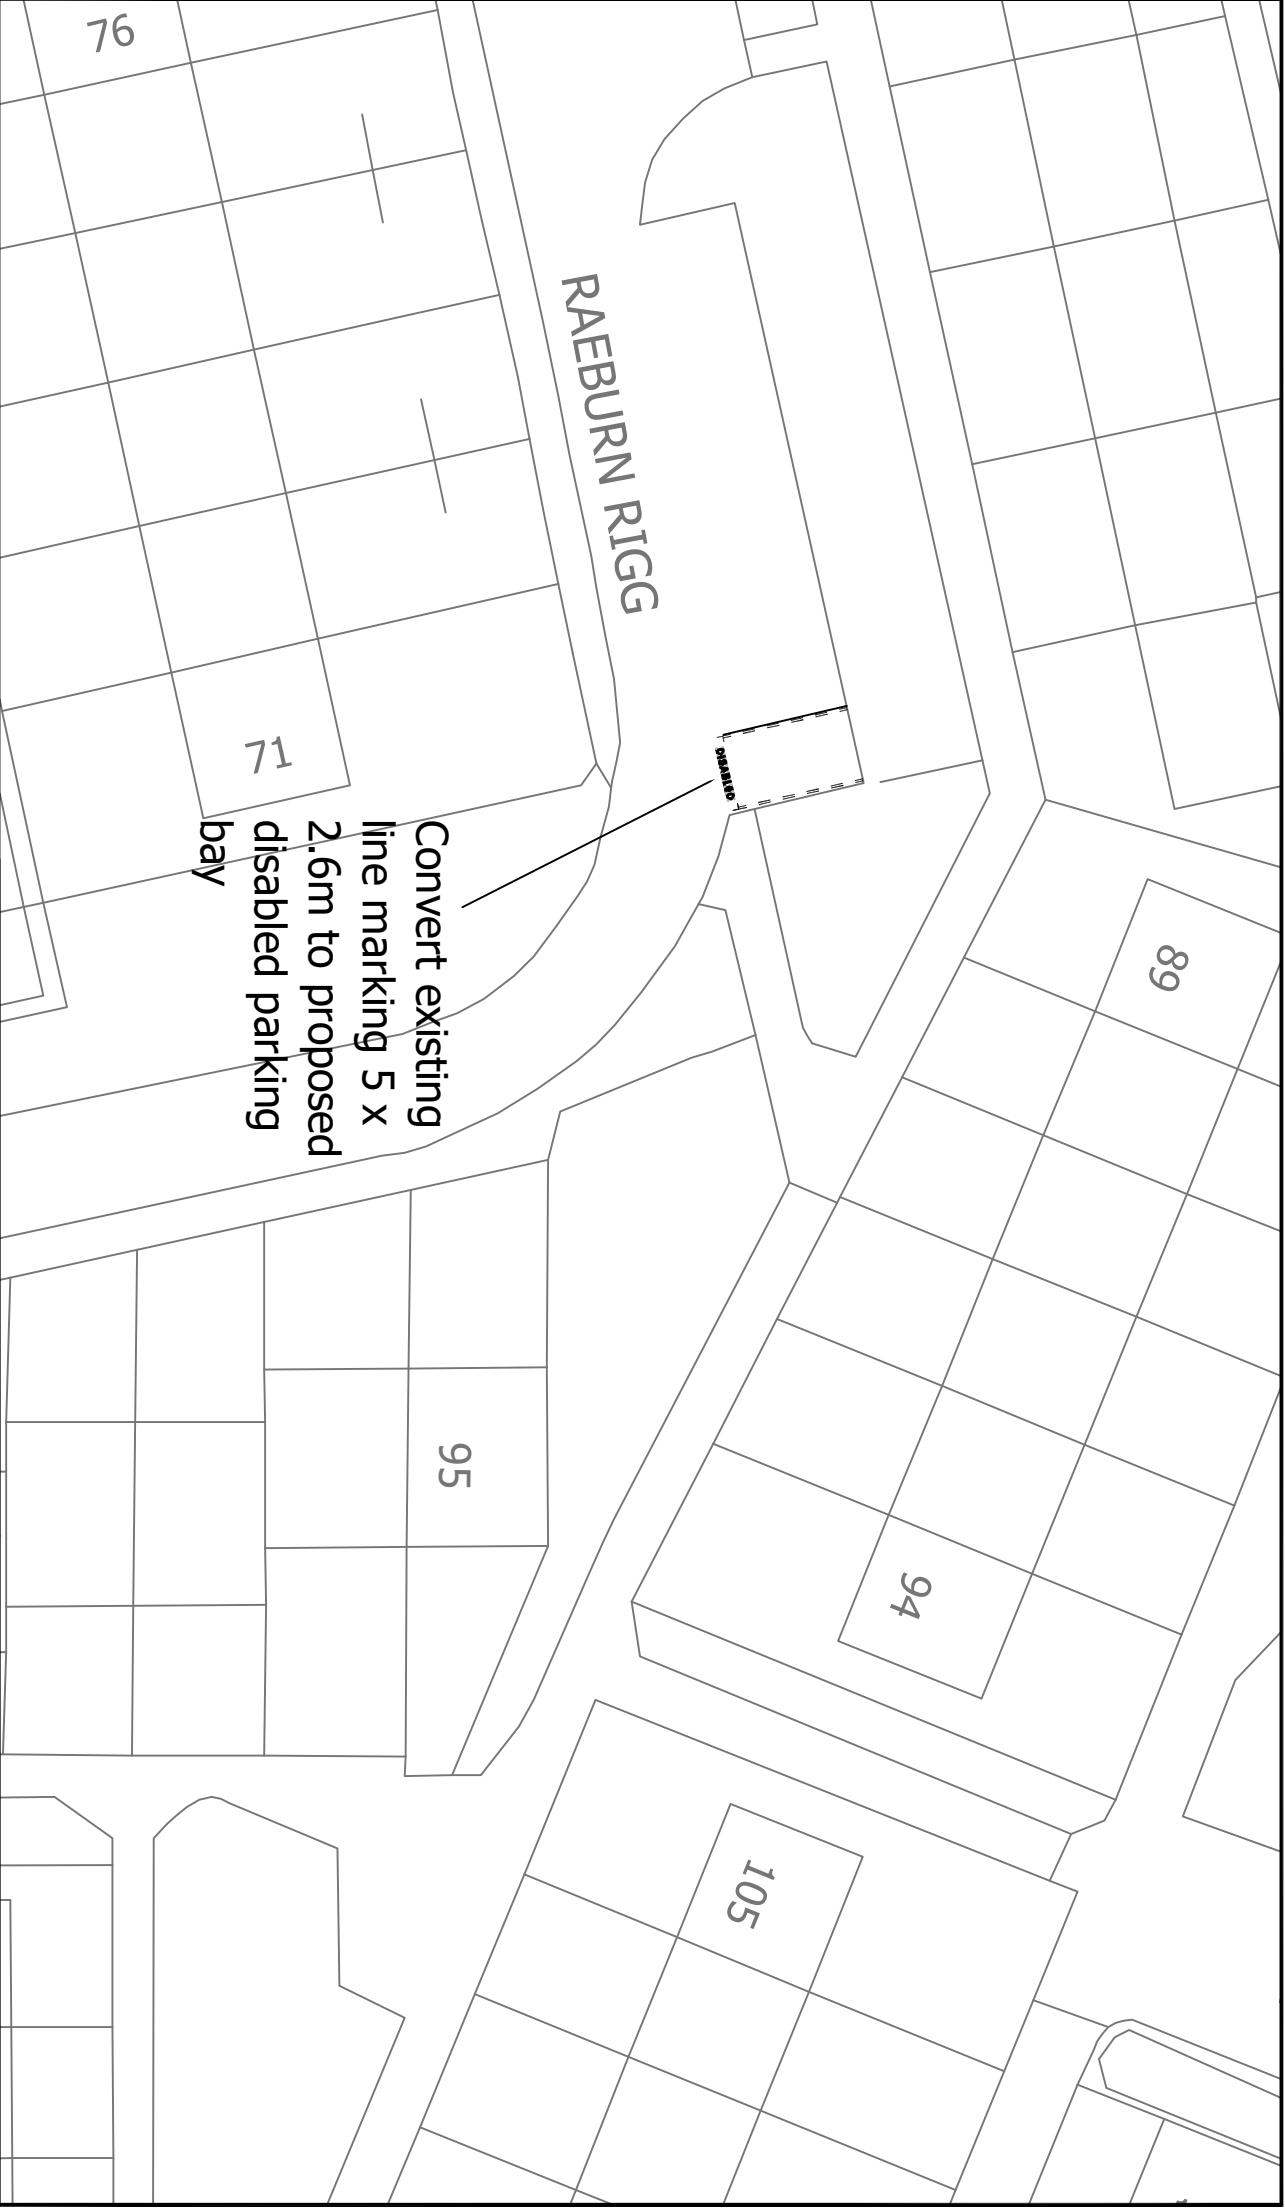 76
RAEBURN RIGG
71
DISABLED
Convert existing
line marking 5 x
2.6m to proposed
disabled parking
bay
89
95
94
105